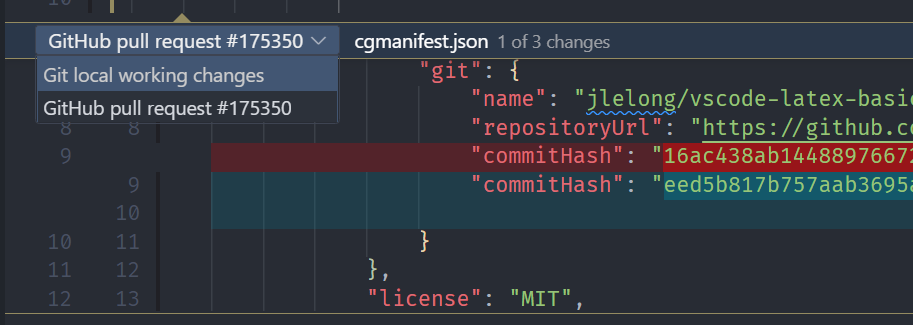 10
GitHub pull request #175350 cgmanifest.json 1 of 3 changes
Git local working changes
GitHub pull request #175350
"git": {
"name": "jlelong/vscode-latex-basic
8 8 "repositoryUrl": "https://github.co
9 "commitHash": "16ac438ab1448897667
9 "commitHash": "eed5b817b757aab3695a
10
10 11 }
11 12 },
12 13 "license": "MIT",